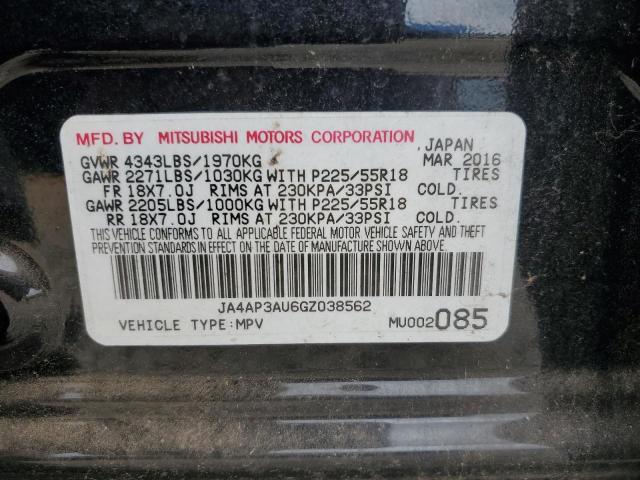 MFD. BY MITSUBISHI MOTORS CORPORATION JAPAN
GVWR 4343LBS/1970KG MAR 2016
GAWR 2271LBS/1030KG WITH P225/55R18 TIRES
FR 18X7.0J RIMS AT 230KPA/33PSI COLD.
GAWR 2205LBS/1000KG WITH P225/55R18 TIRES
RR 18X7.0J RIMS AT 230KPA/33PSI COLD.
THIS VEHICLE CONFORMS TO ALL APPLICABLE FEDERAL MOTOR VEHICLE SAFETY AND THEFT
PREVENTION STANDARDS IN EFFECT ON THE DATE OF MANUFACTURE SHOWN ABOVE.
JA4AP3AU6GZ038562
VEHICLE TYPE:MPV MU002085